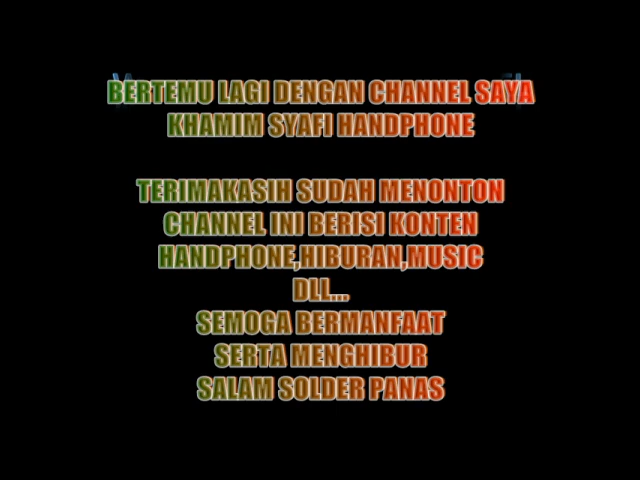 BERTEMU LAGI DENGAN CHANNEL SAYA
KHAMIM SYAFI HANDPHONE
TERIMAKASIH SUDAH MENONTON
CHANNEL INI BERISI KONTEN
HANDPHONE,HIBURAN,MUSIC
DLL...
SEMOGA BERMANFAAT
SERTA MENGHIBUR
SALAM SOLDER PANAS